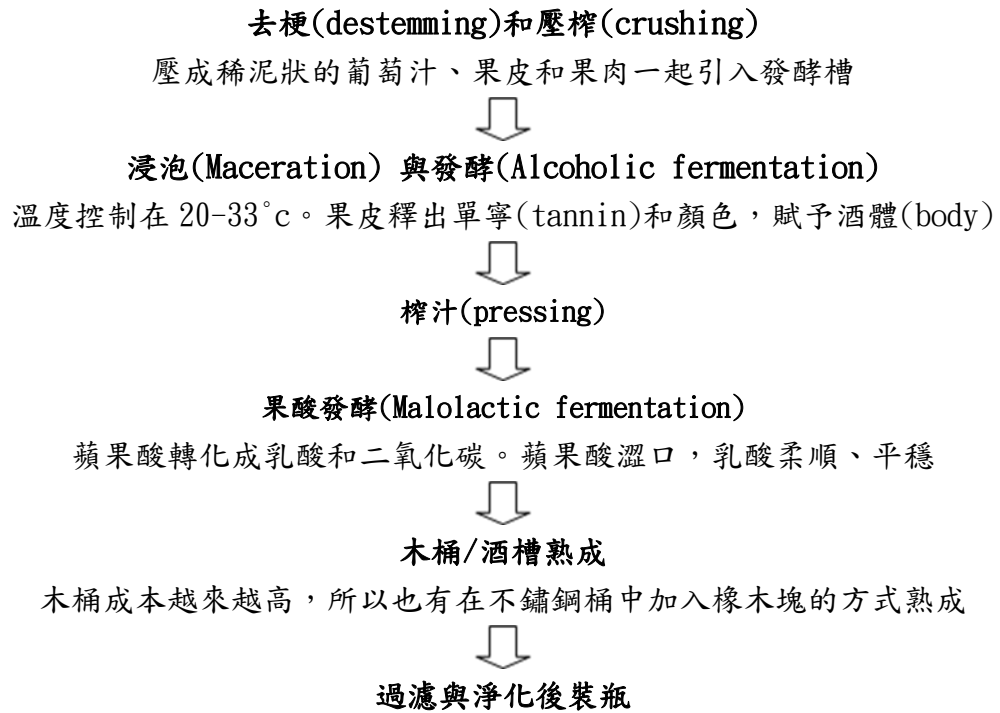 去梗(destemming)和壓榨(crushing)
壓成稀泥狀的葡萄汁、果皮和果肉一起引入發酵槽
浸泡(Maceration) 與發酵(Alcoholic fermentation)
溫度控制在 20-33°c。果皮釋出單寧(tannin)和顏色，賦予酒體(body)
榨汁(pressing)
果酸發酵(Malolactic fermentation)
蘋果酸轉化成乳酸和二氧化碳。蘋果酸澀口，乳酸柔順、平穩
木桶/酒槽熟成
木桶成本越來越高，所以也有在不鏽鋼桶中加入橡木塊的方式熟成
過濾與淨化後裝瓶